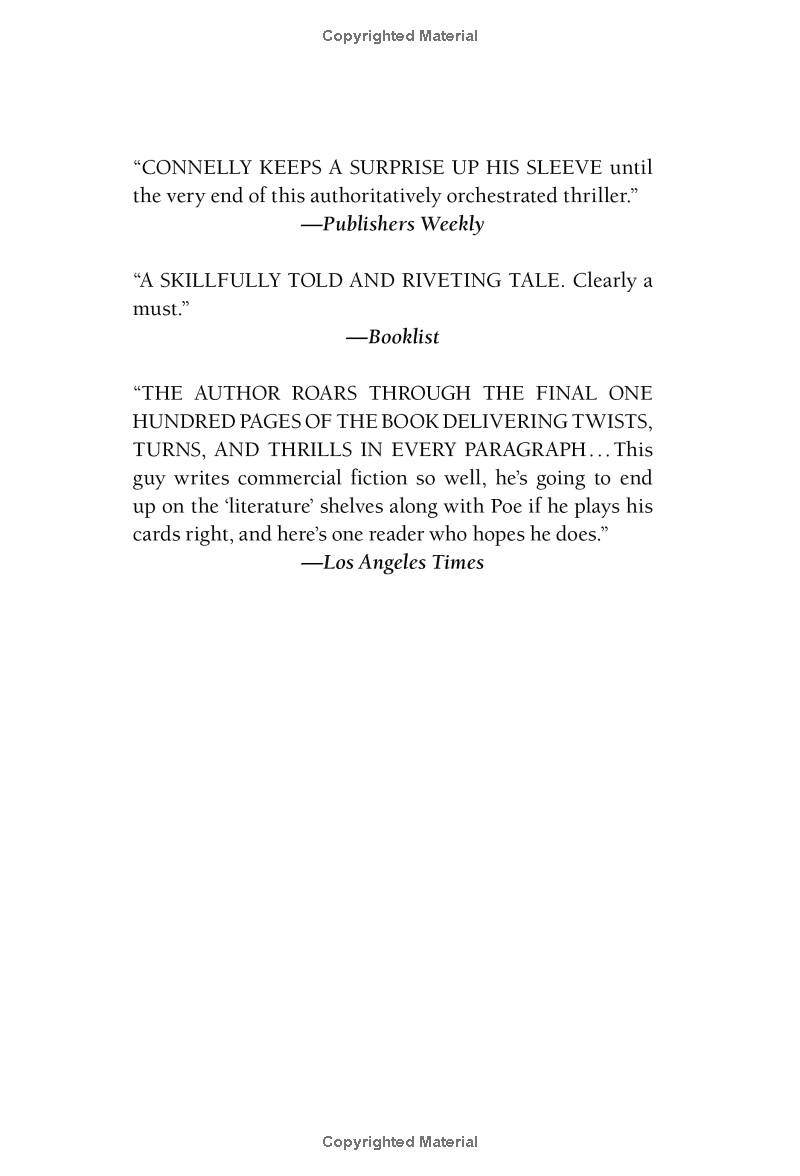 Copyrighted Material
“CONNELLY KEEPS A SURPRISE UP HIS SLEEVE until
the very end of this authoritatively orchestrated thriller.”
—Publishers Weekly
“A SKILLFULLY TOLD AND RIVETING TALE. Clearly a
must.”
—Booklist
“THE AUTHOR ROARS THROUGH THE FINAL ONE
HUNDRED PAGES OF THE BOOK DELIVERING TWISTS,
TURNS, AND THRILLS IN EVERY PARAGRAPH…This
guy writes commercial fiction so well, he’s going to end
up on the ‘literature’ shelves along with Poe if he plays his
cards right, and here’s one reader who hopes he does.”
—Los Angeles Times
Copyrighted Material